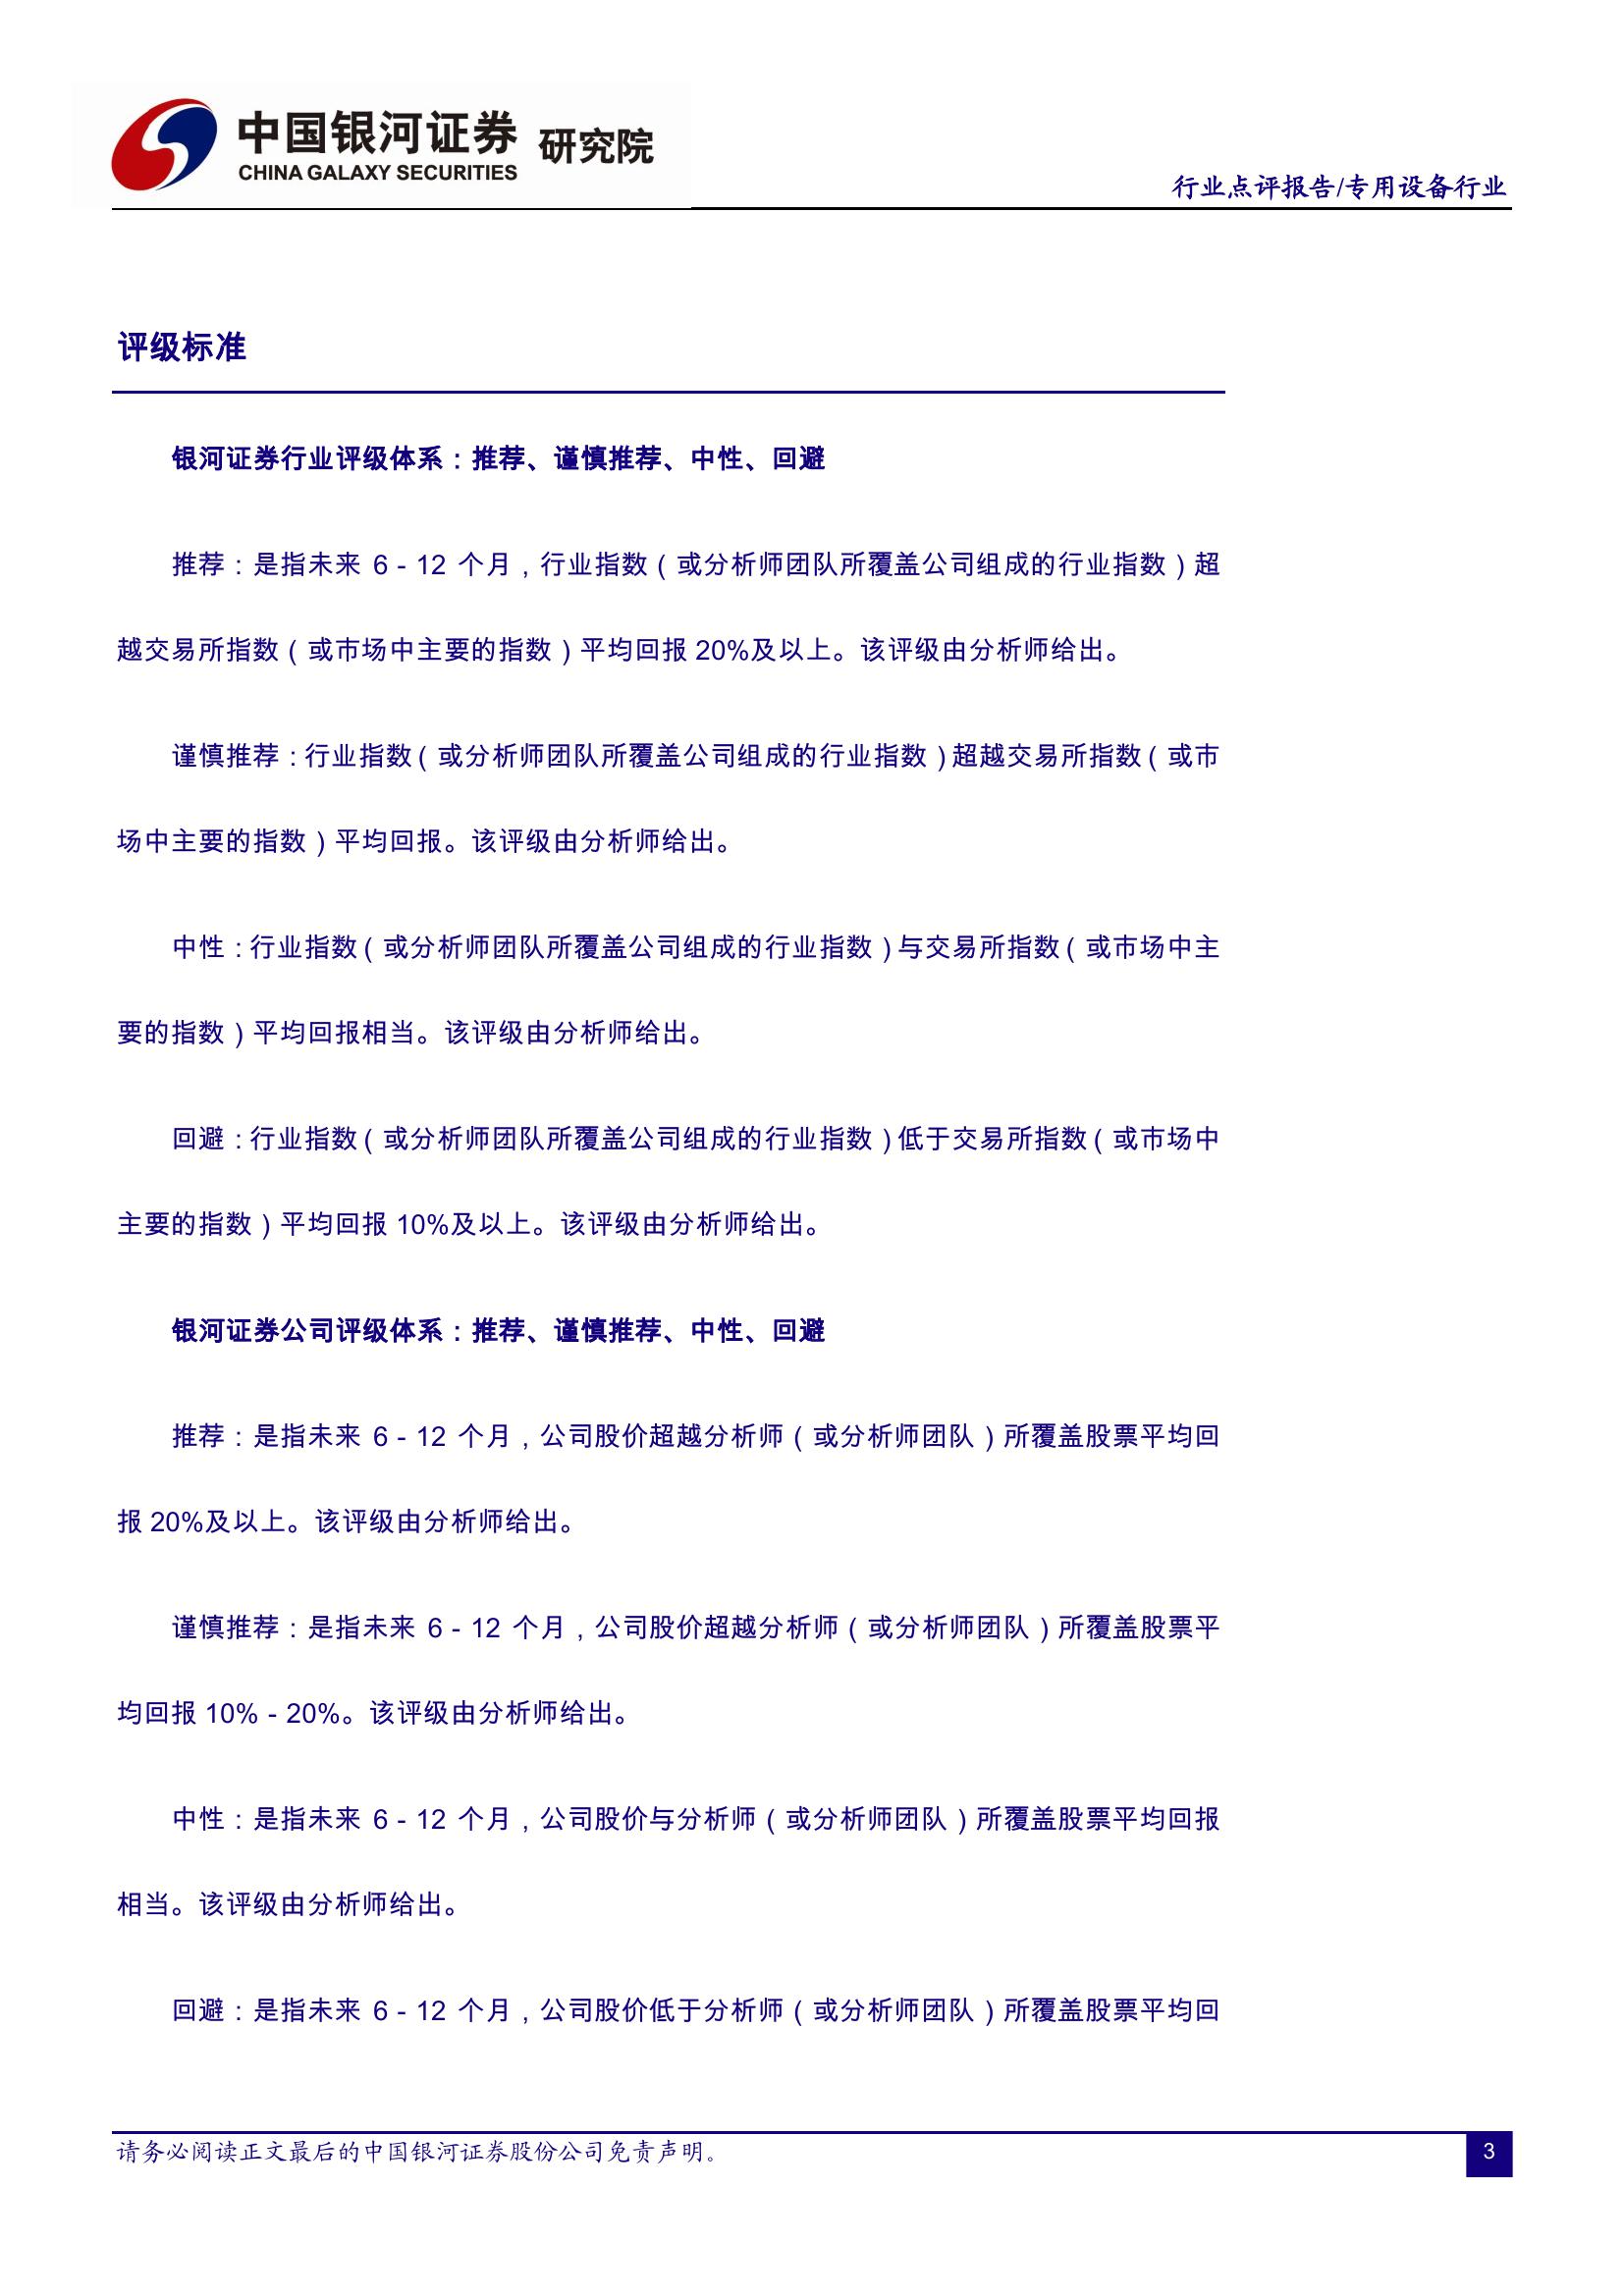 中国银河证券 研究院
CHINA GALAXY SECURITIES
行业点评报告/专用设备行业
评级标准
银河证券行业评级体系：推荐、谨慎推荐、中性、回避
推荐：是指未来 6－12 个月，行业指数（或分析师团队所覆盖公司组成的行业指数）超
越交易所指数（或市场中主要的指数）平均回报 20%及以上。该评级由分析师给出。
谨慎推荐：行业指数（或分析师团队所覆盖公司组成的行业指数）超越交易所指数（或市
场中主要的指数）平均回报。该评级由分析师给出。
中性：行业指数（或分析师团队所覆盖公司组成的行业指数）与交易所指数（或市场中主
要的指数）平均回报相当。该评级由分析师给出。
回避：行业指数（或分析师团队所覆盖公司组成的行业指数）低于交易所指数（或市场中
主要的指数）平均回报 10%及以上。该评级由分析师给出。
银河证券公司评级体系：推荐、谨慎推荐、中性、回避
推荐：是指未来 6－12 个月，公司股价超越分析师（或分析师团队）所覆盖股票平均回
报 20%及以上。该评级由分析师给出。
谨慎推荐：是指未来 6－12 个月，公司股价超越分析师（或分析师团队）所覆盖股票平
均回报 10%－20%。该评级由分析师给出。
中性：是指未来 6－12 个月，公司股价与分析师（或分析师团队）所覆盖股票平均回报
相当。该评级由分析师给出。
回避：是指未来 6－12 个月，公司股价低于分析师（或分析师团队）所覆盖股票平均回
请务必阅读正文最后的中国银河证券股份公司免责声明。
3